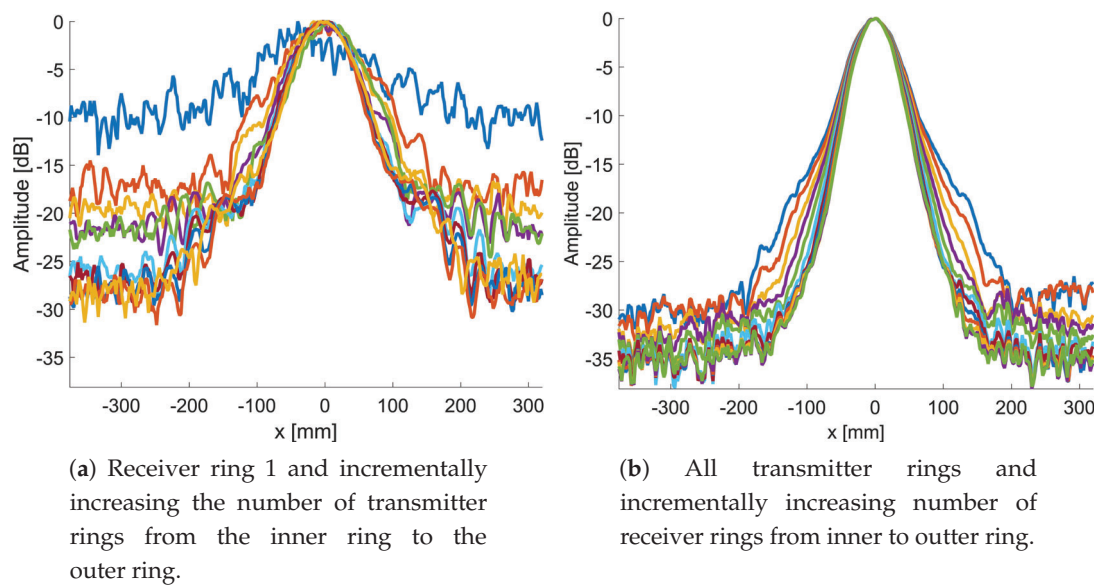 0
-5
-10
-15
-20
-25
-30
-35
Amplitude [dB]
-300 -200 -100 0 100 200 300
x [mm]
(a) Receiver ring 1 and incrementally
increasing the number of transmitter
rings from the inner ring to the
outer ring.
0
-5
-10
-15
-20
-25
-30
-35
Amplitude [dB]
-300 -200 -100 0 100 200 300
x [mm]
(b) All transmitter rings and
incrementally increasing number of
receiver rings from inner to outter ring.